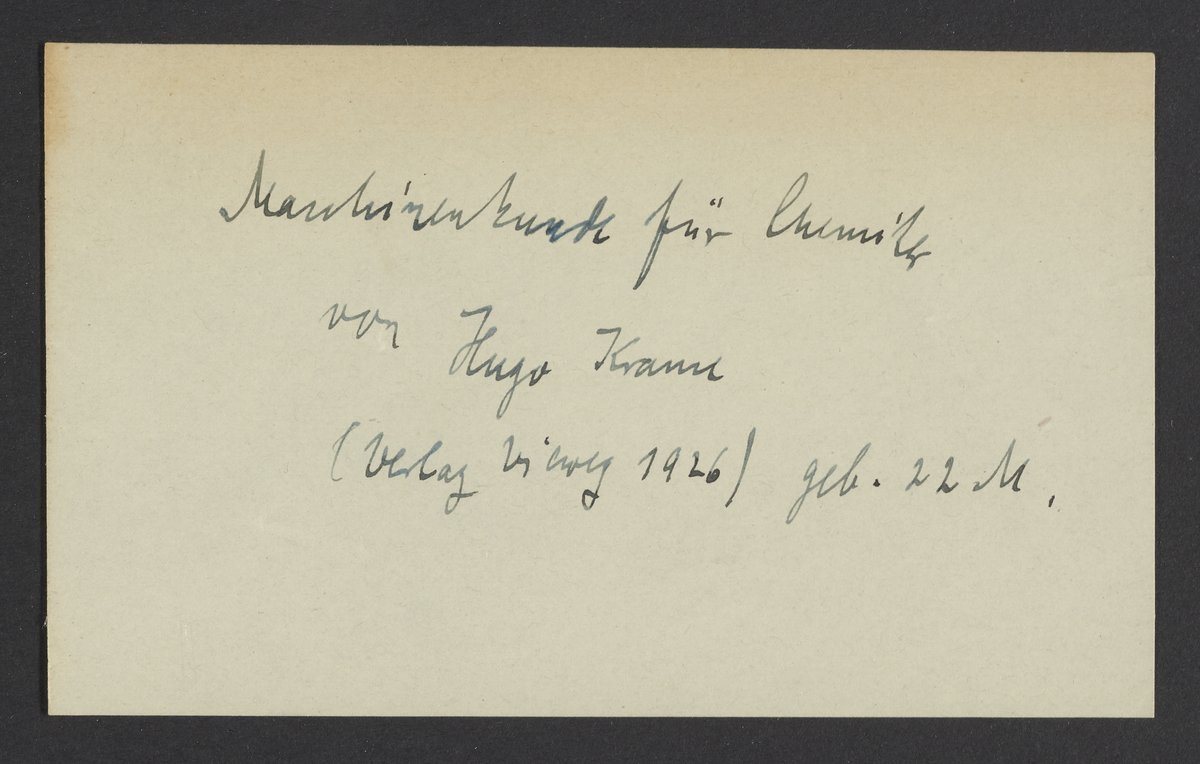 Maschinenkunde für Chemiker
von Hugo Krause
(Verlag Vieweg 1926) geb. 22 M.